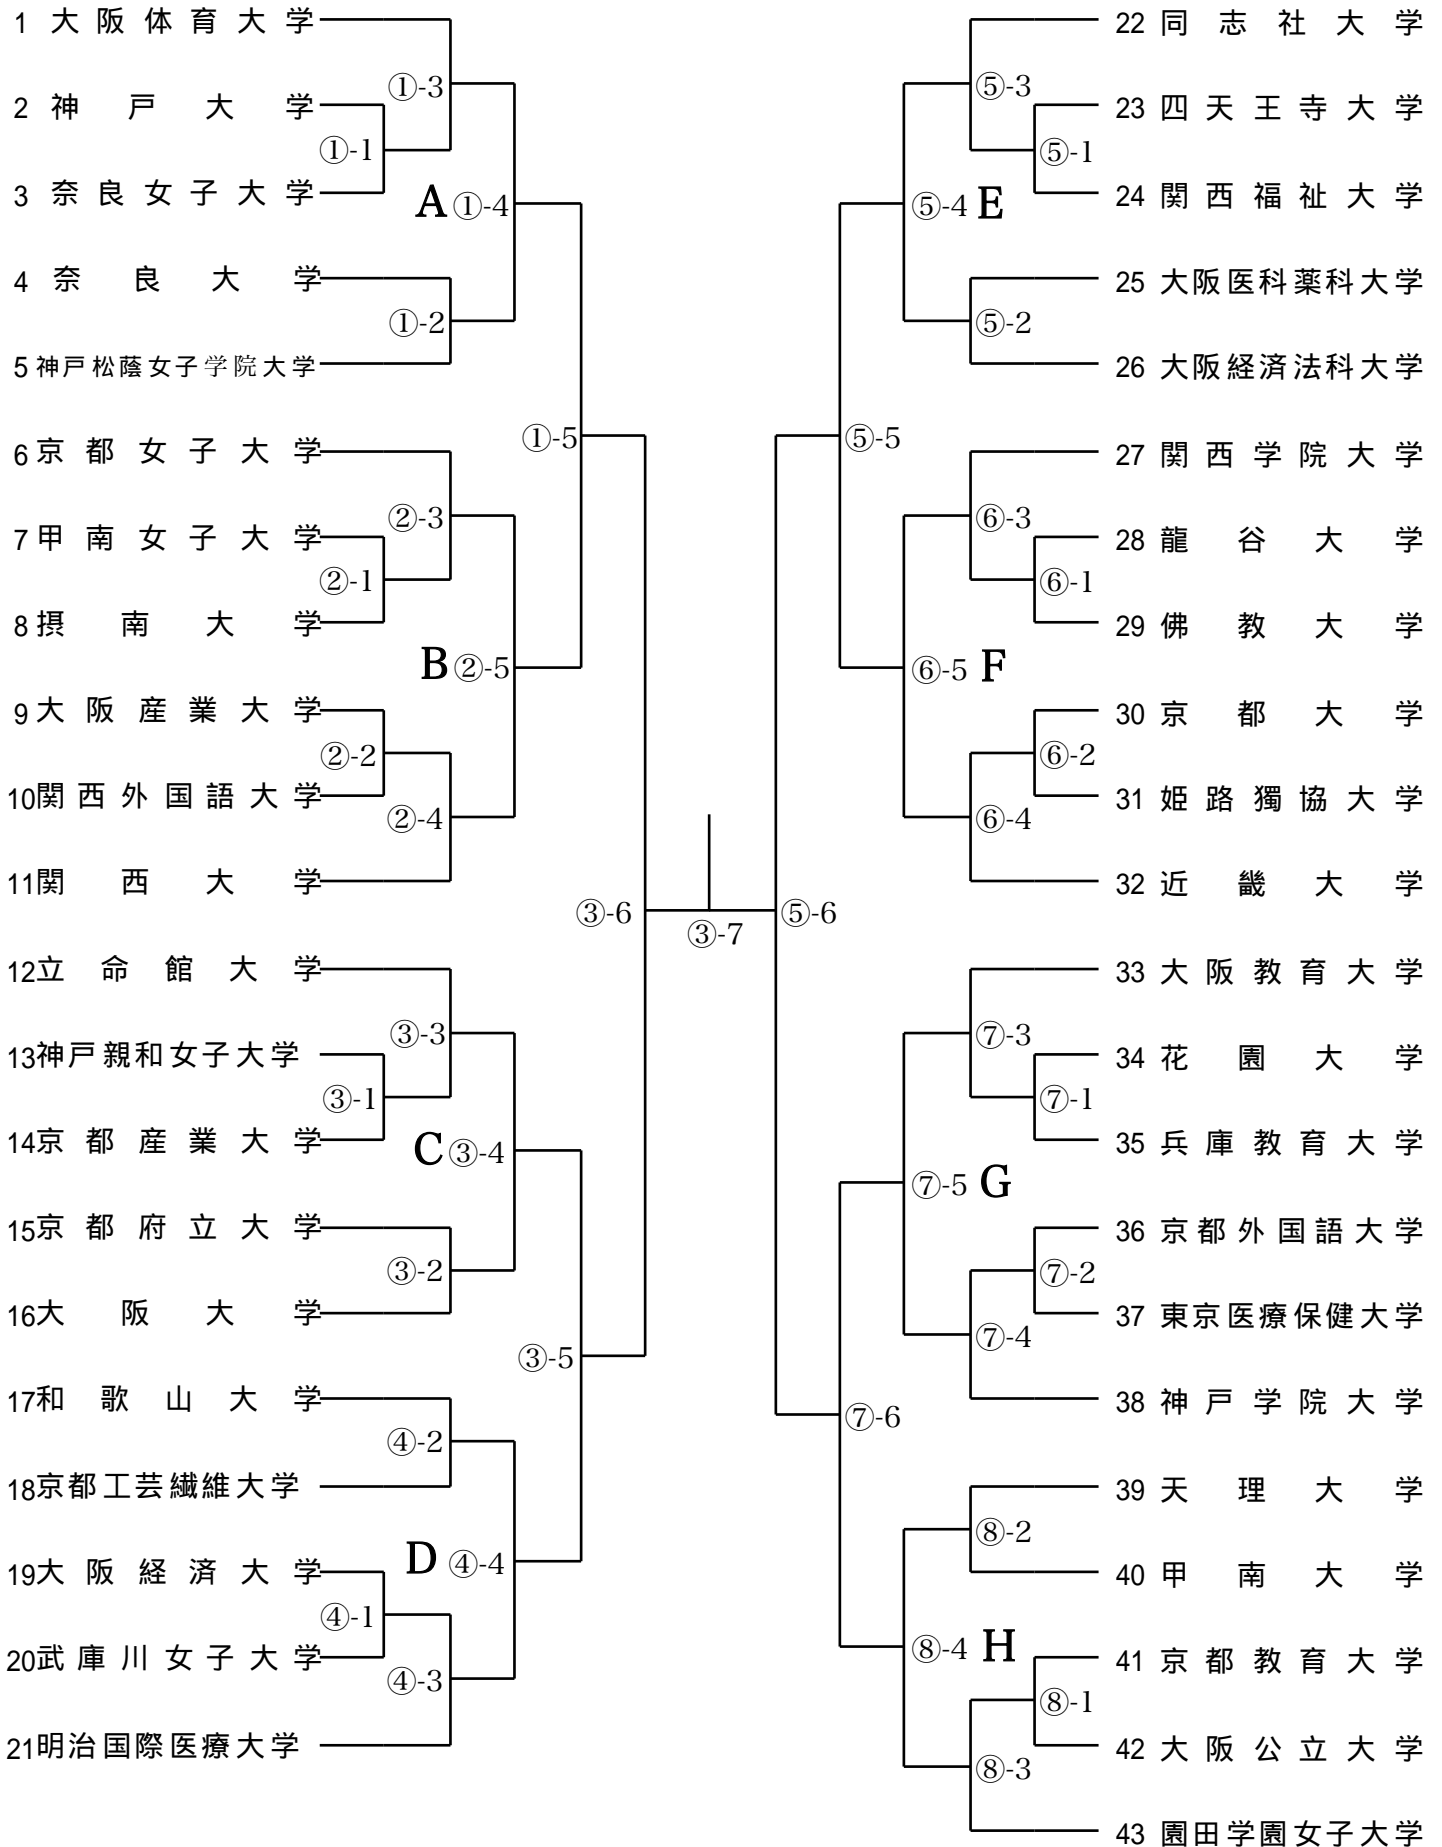 1 大阪体育大学
①-3
2 神戸大学
①-1
3 奈良女子大学
A ①-4
4 奈良大学
①-2
5 神戸松蔭女子学院大学
①-5
6 京都女子大学
②-3
7 甲南女子大学
②-1
8 摂南大学
B ②-5
9 大阪産業大学
②-2
10 関西外国語大学
②-4
11 関西大学
③-6
③-7
12 立命館大学
③-3
13 神戸親和女子大学
③-1
14 京都産業大学
C ③-4
15 京都府立大学
③-2
16 大阪大学
③-5
17 和歌山大学
④-2
18 京都工芸繊維大学
D ④-4
19 大阪経済大学
④-1
20 武庫川女子大学
④-3
21 明治国際医療大学
22 同志社大学
⑤-3
23 四天王寺大学
⑤-1
24 関西福祉大学
⑤-4 E
25 大阪医科薬科大学
⑤-2
26 大阪経済法科大学
⑤-5
27 関西学院大学
⑥-3
28 龍谷大学
⑥-1
29 佛教大学
⑥-5 F
30 京都大学
⑥-2
31 姫路獨協大学
⑥-4
32 近畿大学
⑤-6
33 大阪教育大学
⑦-3
34 花園大学
⑦-1
35 兵庫教育大学
⑦-5 G
36 京都外国語大学
⑦-2
37 東京医療保健大学
⑦-4
38 神戸学院大学
⑦-6
39 天理大学
⑧-2
40 甲南大学
⑧-4 H
41 京都教育大学
⑧-1
42 大阪公立大学
⑧-3
43 園田学園女子大学